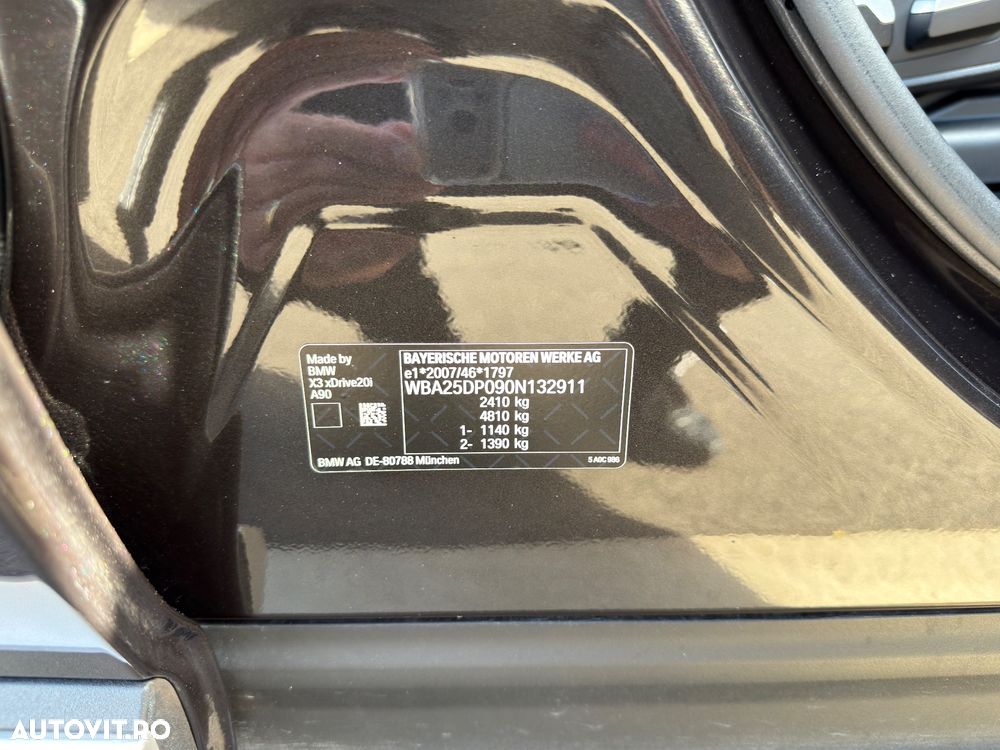 Made by
BMW
X3 xDrive20i
A90
BAYERISCHE MOTOREN WERKE AG
e1*2007/46*1797
WBA25DP090N132911
2410 kg
4810 kg
1- 1140 kg
2- 1390 kg
BMW AG DE-80788 München
AUTOVIT.RO